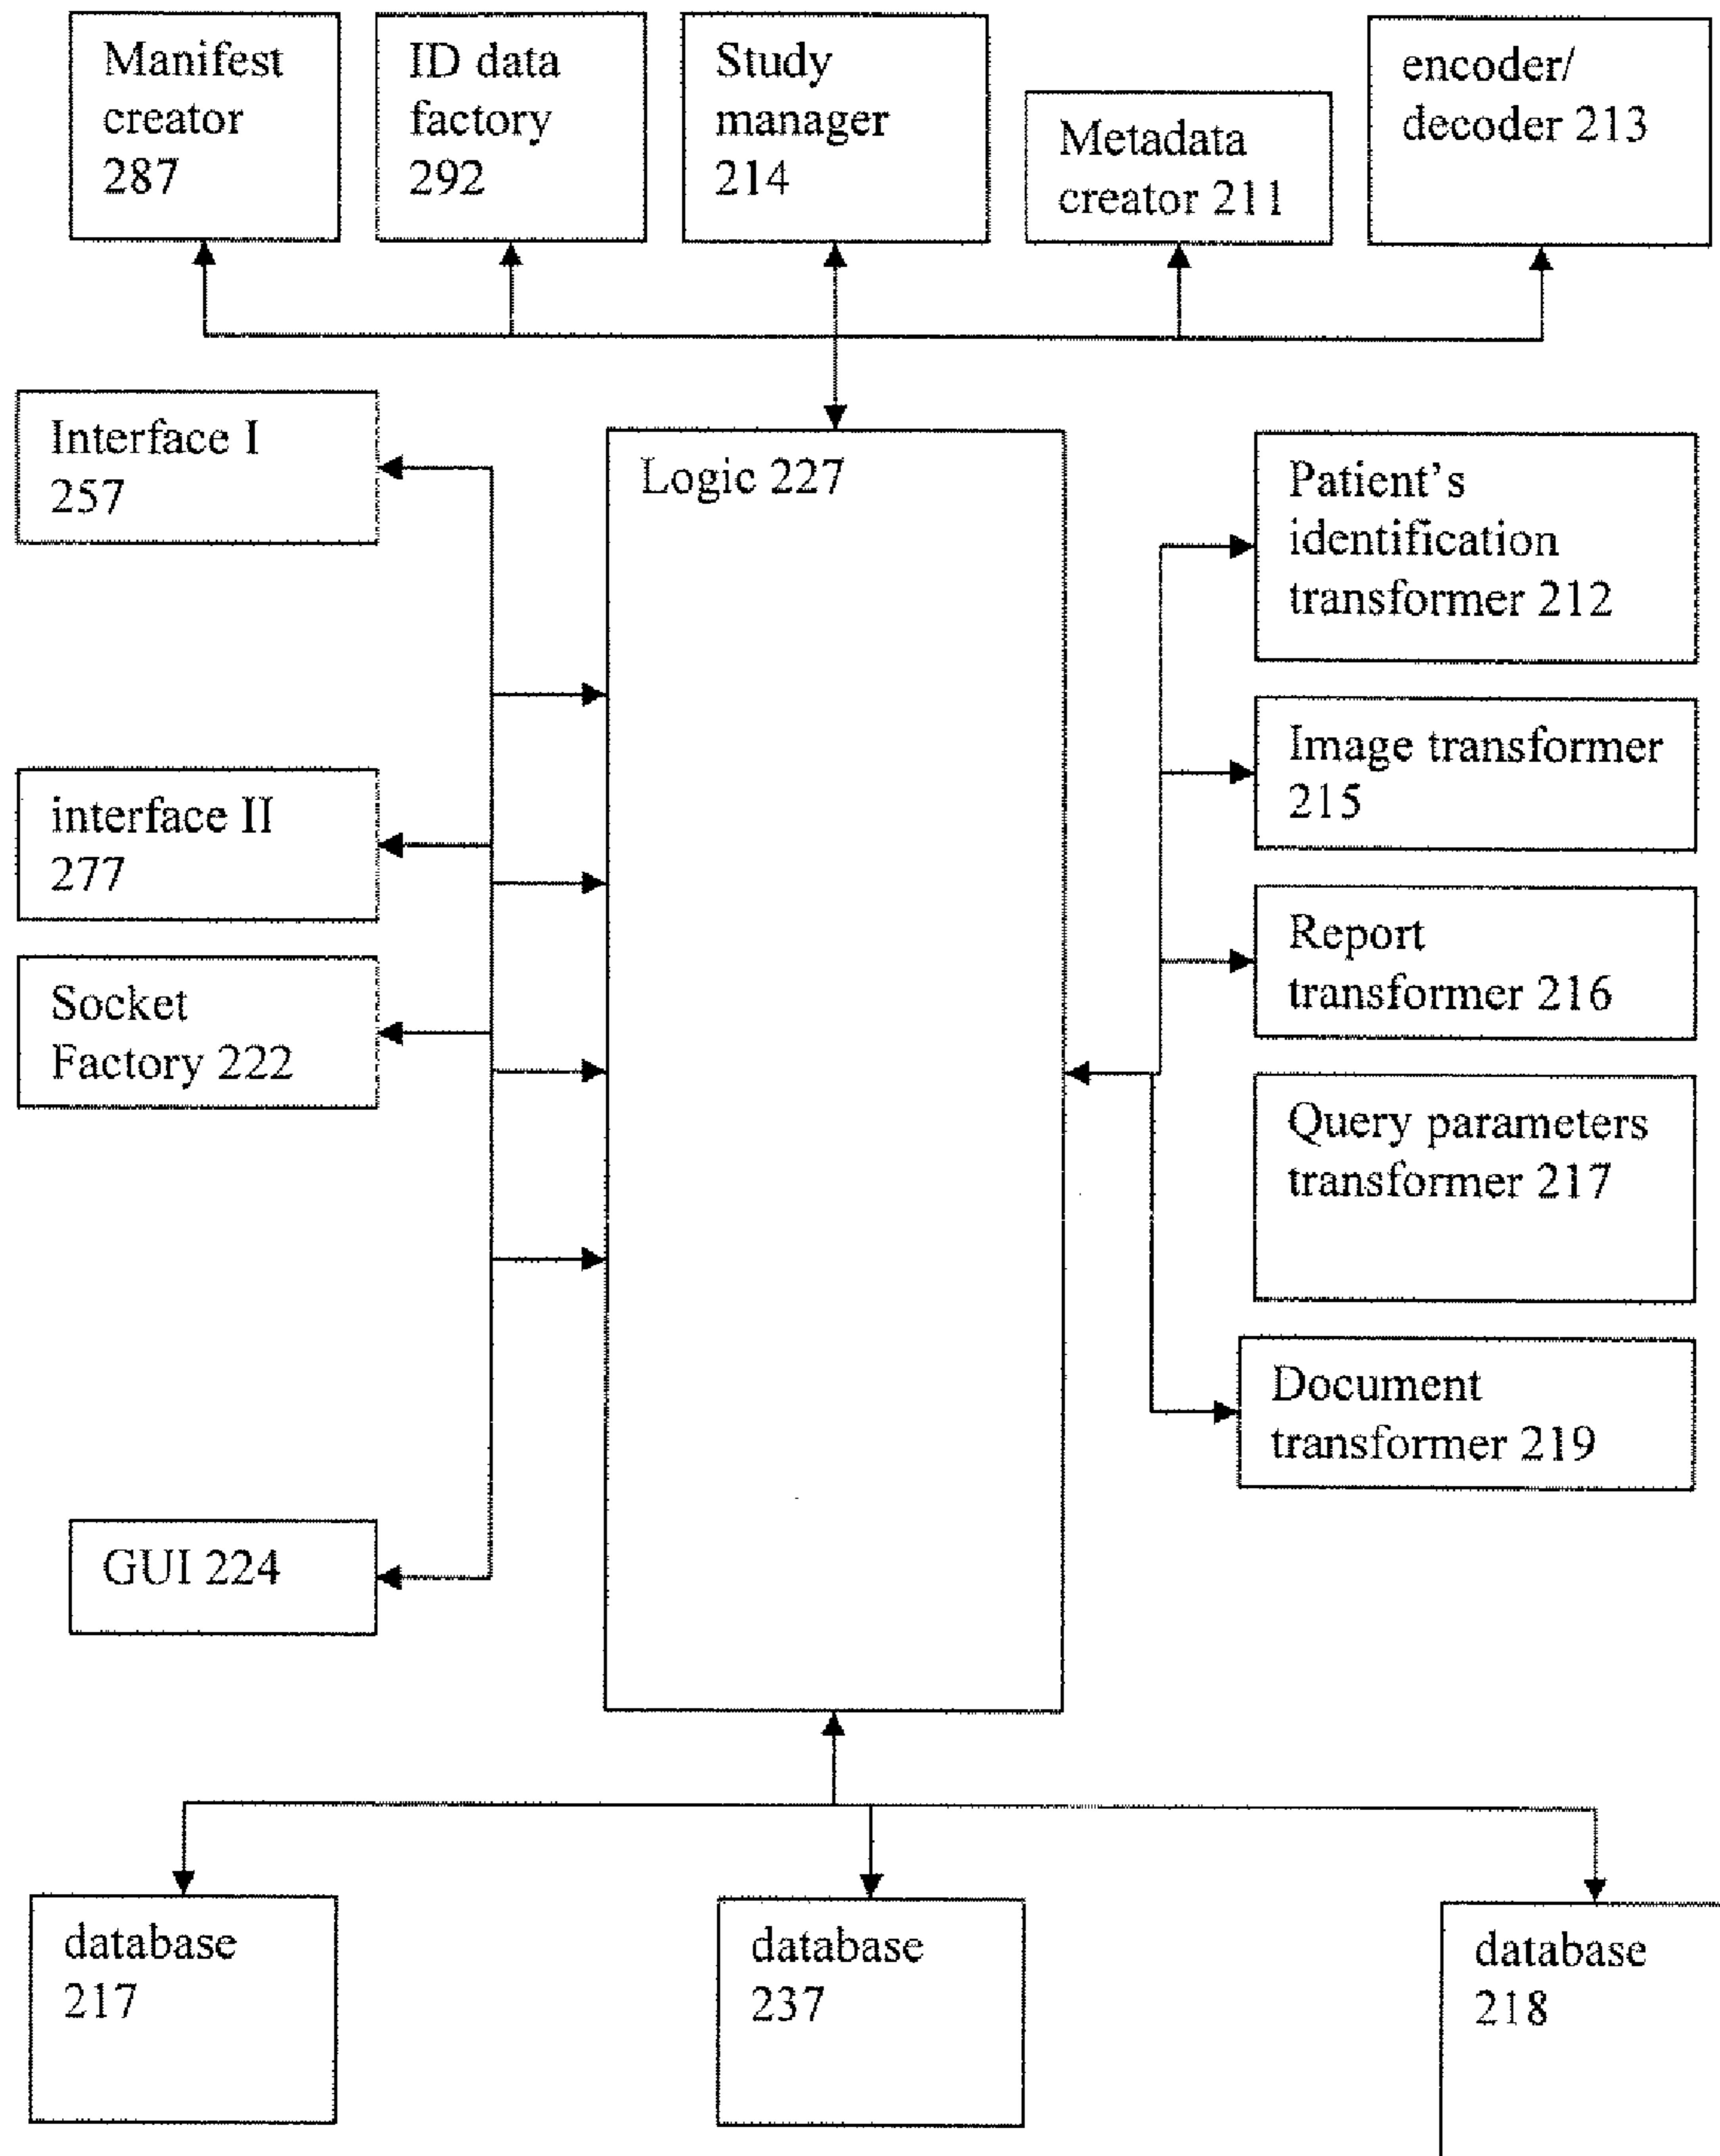 Manifest
creator
287
ID data
factory
292
Study
manager
214
Metadata
creator 211
encoder/
decoder 213
Interface I
257
Logic 227
Patient's
identification
transformer 212
Image transformer
215
interface II
277
Report
transformer 216
Socket
Factory 222
Query parameters
transformer 217
Document
transformer 219
GUI 224
database
217
database
237
database
218